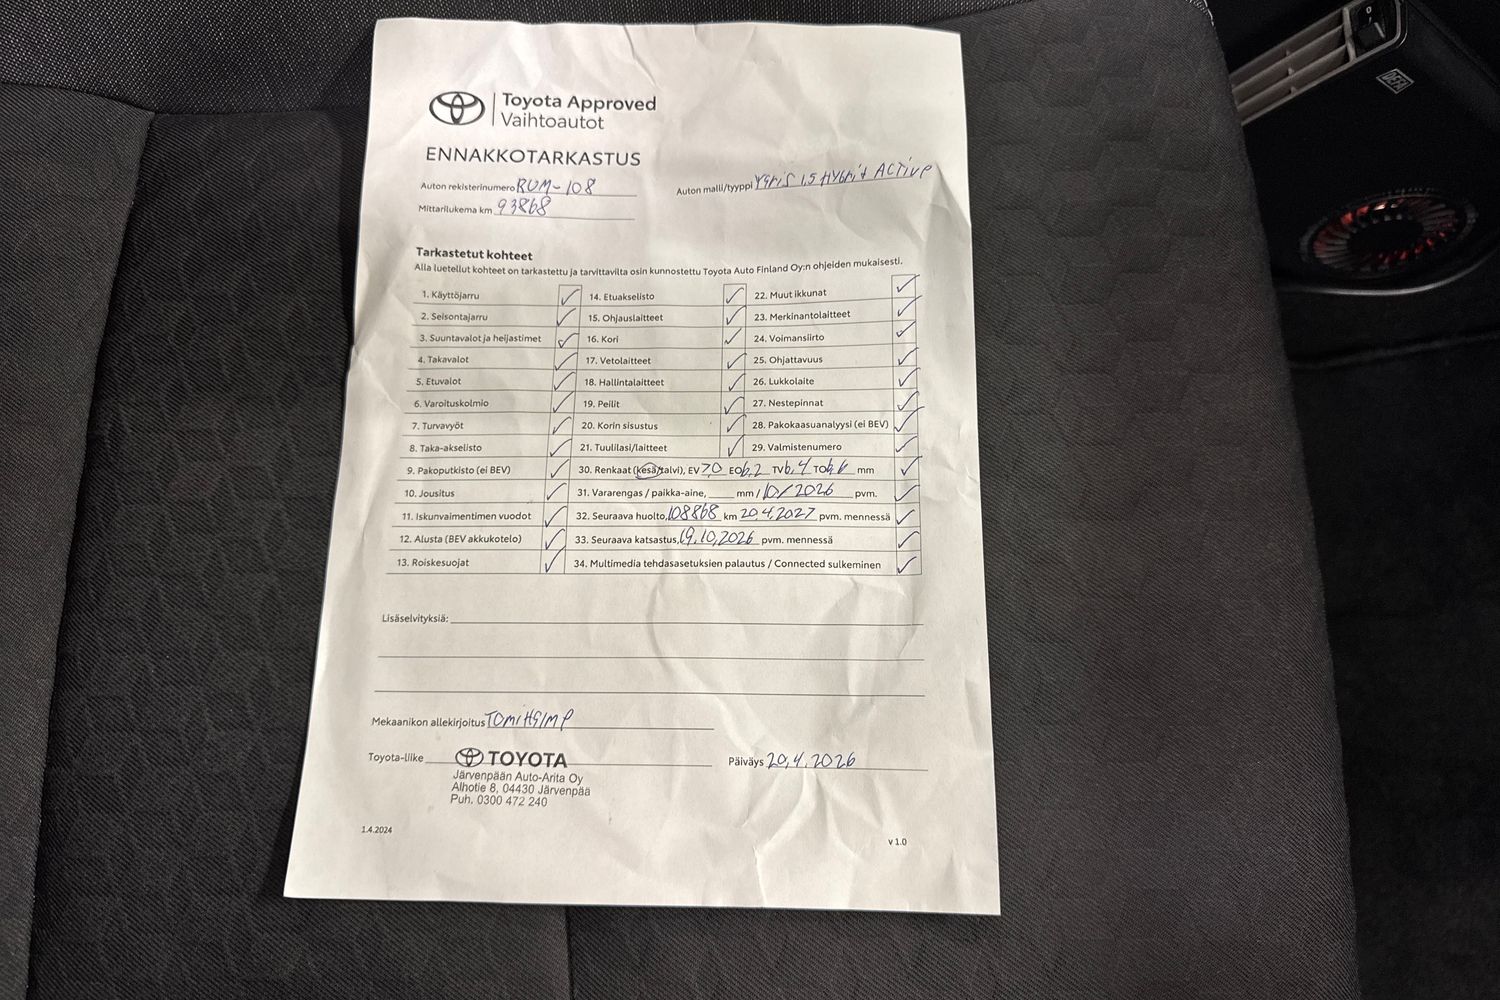 Toyota Approved
Vaihtoautot
ENNAKKOTARKASTUS
Auton rekisterinumero RUM-108
Auton malli/tyyppi Yaris 1,5 HYbrit ACTivE
Mittarilukema km 93868
Tarkastetut kohteet
Alla luetellut kohteet on tarkastettu ja tarvittavilta osin kunnostettu Toyota Auto Finland Oy:n ohjeiden mukaisesti.
1. Käyttöjarru ✓ 14. Etuakselisto ✓ 22. Muut ikkunat ✓
2. Seisontajarru ✓ 15. Ohjauslaitteet ✓ 23. Merkinantolaitteet ✓
3. Suuntavalot ja heijastimet ✓ 16. Kori ✓ 24. Voimansiirto ✓
4. Takavalot ✓ 17. Vetolaitteet ✓ 25. Ohjattavuus ✓
5. Etuvalot ✓ 18. Hallintalaitteet ✓ 26. Lukkolaite ✓
6. Varoituskolmio ✓ 19. Peilit ✓ 27. Nestepinnat ✓
7. Turvavyöt ✓ 20. Korin sisustus ✓ 28. Pakokaasuanalyysi (ei BEV) ✓
8. Taka-akselisto ✓ 21. Tuulilasi/laitteet ✓ 29. Valmistenumero ✓
9. Pakoputkisto (ei BEV) ✓ 30. Renkaat (kesä/talvi), EV 7,0 EO 6,2 TV 6,4 TO 6,6 mm ✓
10. Jousitus ✓ 31. Vararengas / paikka-aine, ____ mm / 10/2026 pvm. ✓
11. Iskunvaimentimen vuodot ✓ 32. Seuraava huolto, 108868 km 20.4.2027 pvm. mennessä ✓
12. Alusta (BEV akkukotelo) ✓ 33. Seuraava katsastus, 19.10.2026 pvm. mennessä ✓
13. Roiskesuojat ✓ 34. Multimedia tehdasasetuksien palautus / Connected sulkeminen ✓
Lisäselvityksiä:
Mekaanikon allekirjoitus
Toyota-liike TOYOTA
Päiväys 20,4.2026
Järvenpään Auto-Arita Oy
Alhotie 8, 04430 Järvenpää
Puh. 0300 472 240
1.4.2024
v 1.0
DEFA